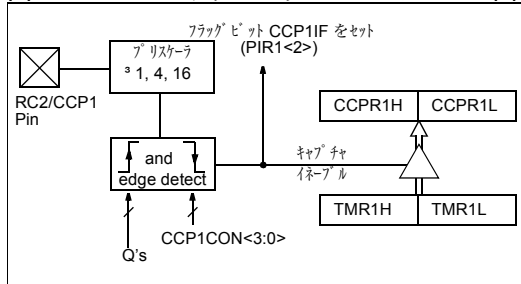 フラグ ビット CCP1IF をセット
(PIR1<2>)
プリスケーラ
³ 1, 4, 16
RC2/CCP1
Pin
CCPR1H CCPR1L
and
edge detect
キャプチャ
イネーブル
TMR1H TMR1L
CCP1CON<3:0>
Q's